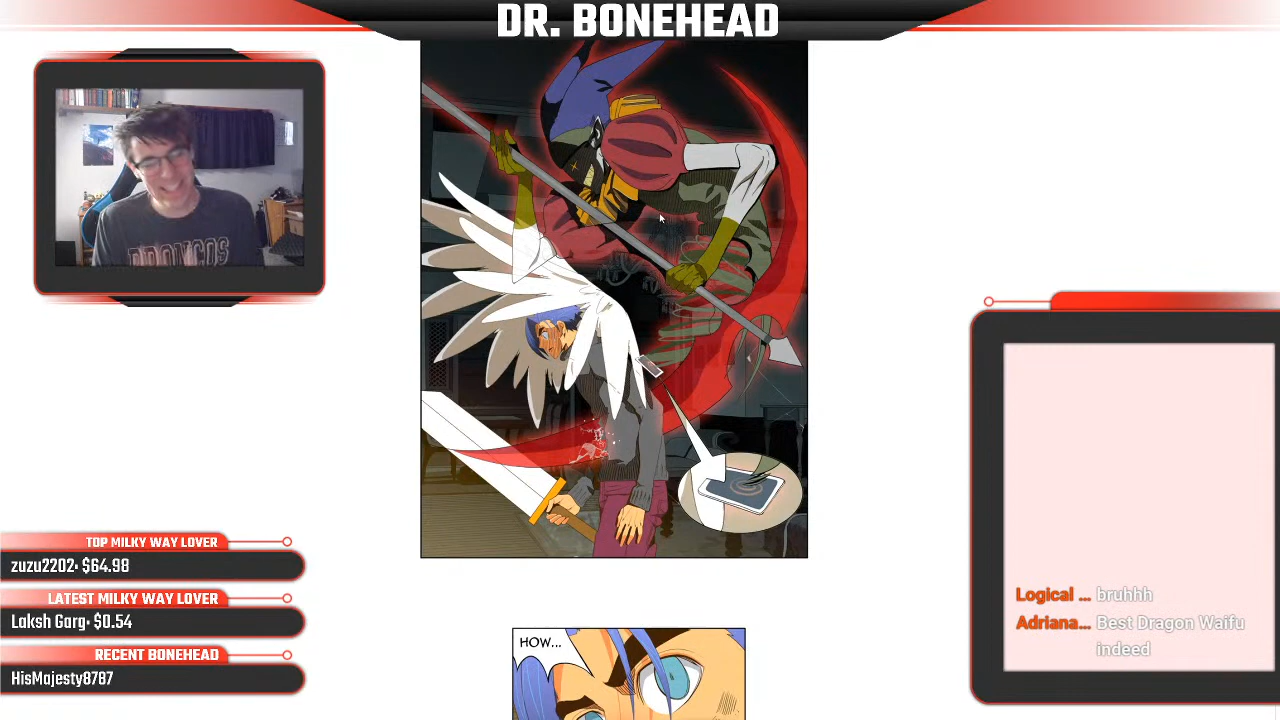 DR. BONEHEAD
BRONCOS
TOP MILKY WAY LOVER
zuzu2202• $64.98
LATEST MILKY WAY LOVER
Laksh Garg• $0.54
RECENT BONEHEAD
HisMajesty8787
HOW...
Logical ... bruhhh
Adriana... Best Dragon Waifu
indeed